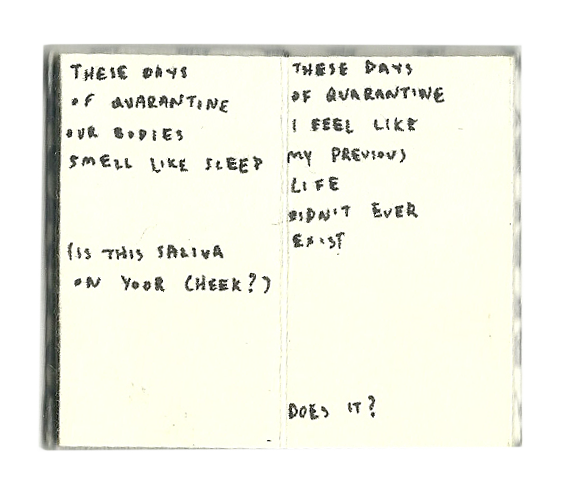 THESE DAYS
OF QUARANTINE
OUR BODIES
SMELL LIKE SLEEP
(IS THIS SALIVA
ON YOUR CHEEK?)
THESE DAYS
OF QUARANTINE
I FEEL LIKE
MY PREVIOUS
LIFE
DIDN'T EVER
EXIST
DOES IT?